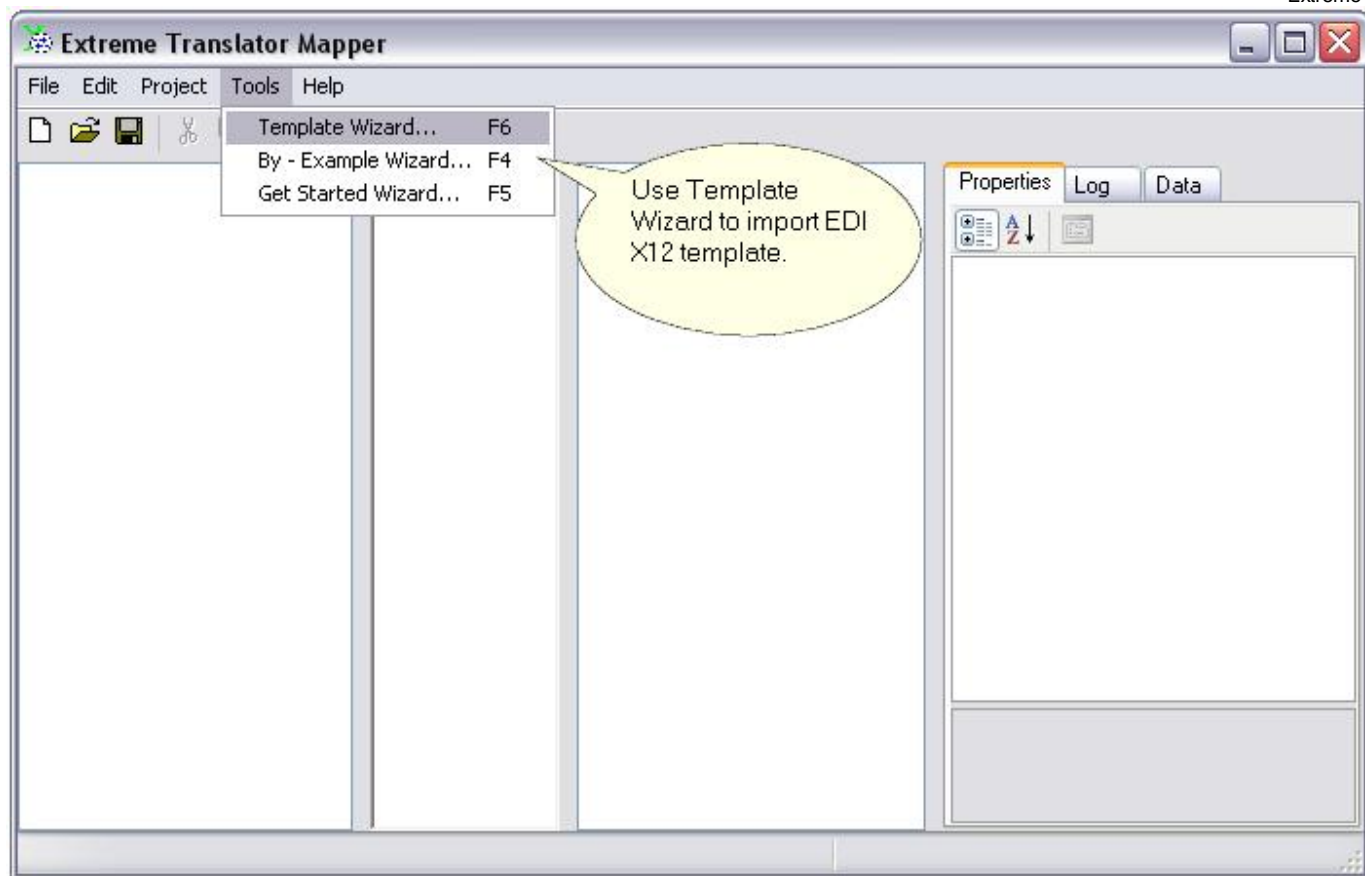 Extreme
Extreme Translator Mapper
File Edit Project Tools Help
Template Wizard... F6
By - Example Wizard... F4
Get Started Wizard... F5
Use Template
Wizard to import EDI
X12 template.
Properties Log Data